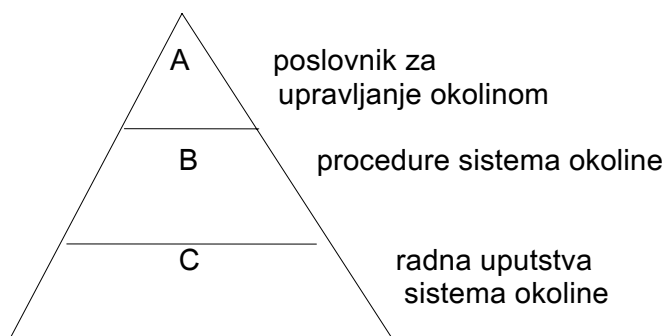 A poslovnik za
upravljanje okolinom
B procedure sistema okoline
C radna uputstva
sistema okoline